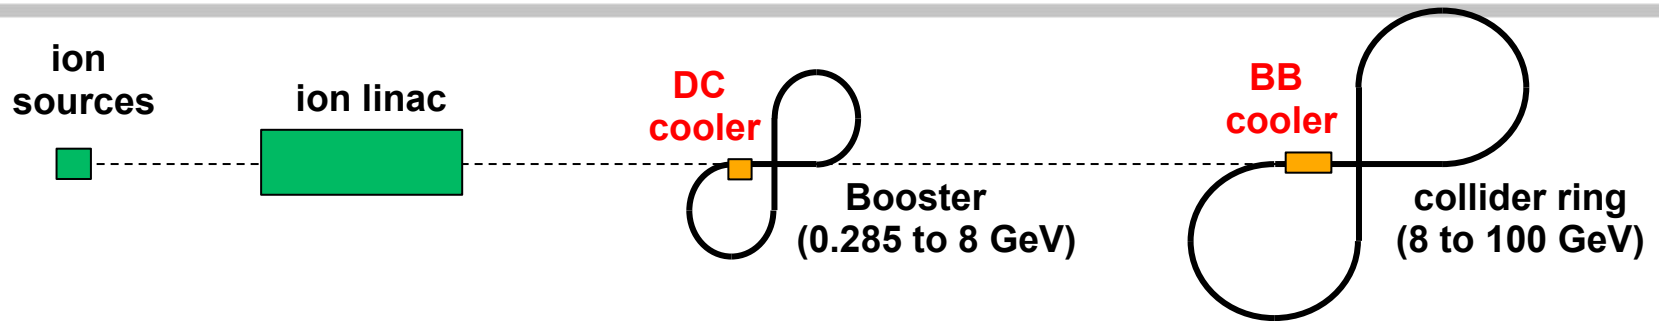 ion
sources
ion linac
DC
cooler
Booster
(0.285 to 8 GeV)
BB
cooler
collider ring
(8 to 100 GeV)